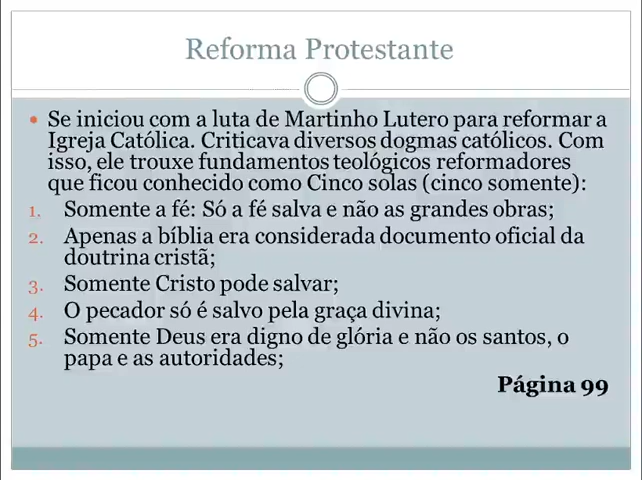 Reforma Protestante
• Se iniciou com a luta de Martinho Lutero para reformar a
Igreja Católica. Criticava diversos dogmas católicos. Com
isso, ele trouxe fundamentos teológicos reformadores
que ficou conhecido como Cinco solas (cinco somente):
1. Somente a fé: Só a fé salva e não as grandes obras;
2. Apenas a bíblia era considerada documento oficial da
doutrina cristã;
3. Somente Cristo pode salvar;
4. O pecador só é salvo pela graça divina;
5. Somente Deus era digno de glória e não os santos, o
papa e as autoridades;
Página 99